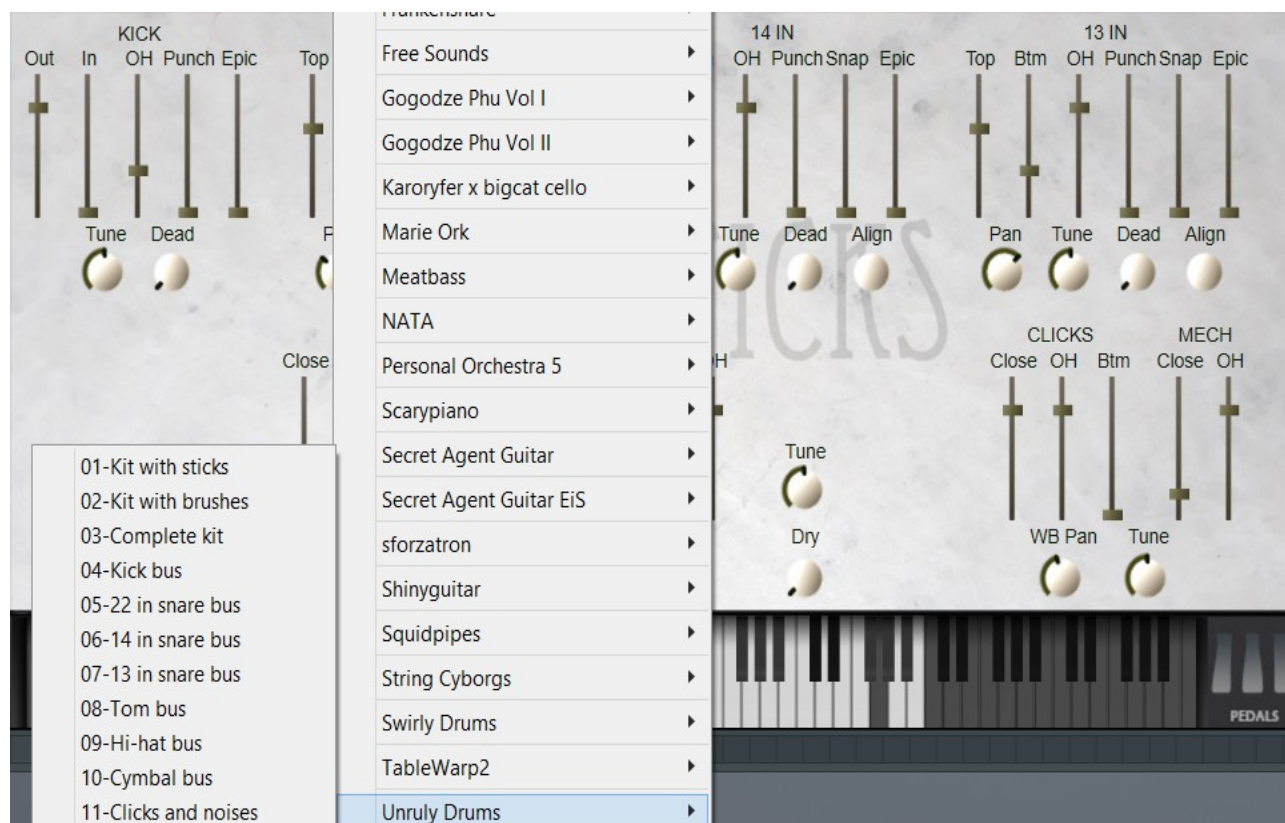 KICK
Out In OH Punch Epic
Top
Tune Dead
Close
Free Sounds
Gogodze Phu Vol I
Gogodze Phu Vol II
Karoryfer x bigcat cello
Marie Ork
Meatbass
NATA
Personal Orchestra 5
Scarypiano
Secret Agent Guitar
Secret Agent Guitar EiS
sforzatron
Shinyguitar
Squidpipes
String Cyborgs
Swirly Drums
TableWarp2
Unruly Drums
01-Kit with sticks
02-Kit with brushes
03-Complete kit
04-Kick bus
05-22 in snare bus
06-14 in snare bus
07-13 in snare bus
08-Tom bus
09-Hi-hat bus
10-Cymbal bus
11-Clicks and noises
14 IN
OH Punch Snap Epic
Tune Dead Align
13 IN
Top Btm OH Punch Snap Epic
Pan Tune Dead Align
Tune
Dry
CLICKS
Close OH Btm
MECH
Close OH
WB Pan Tune
PEDALS